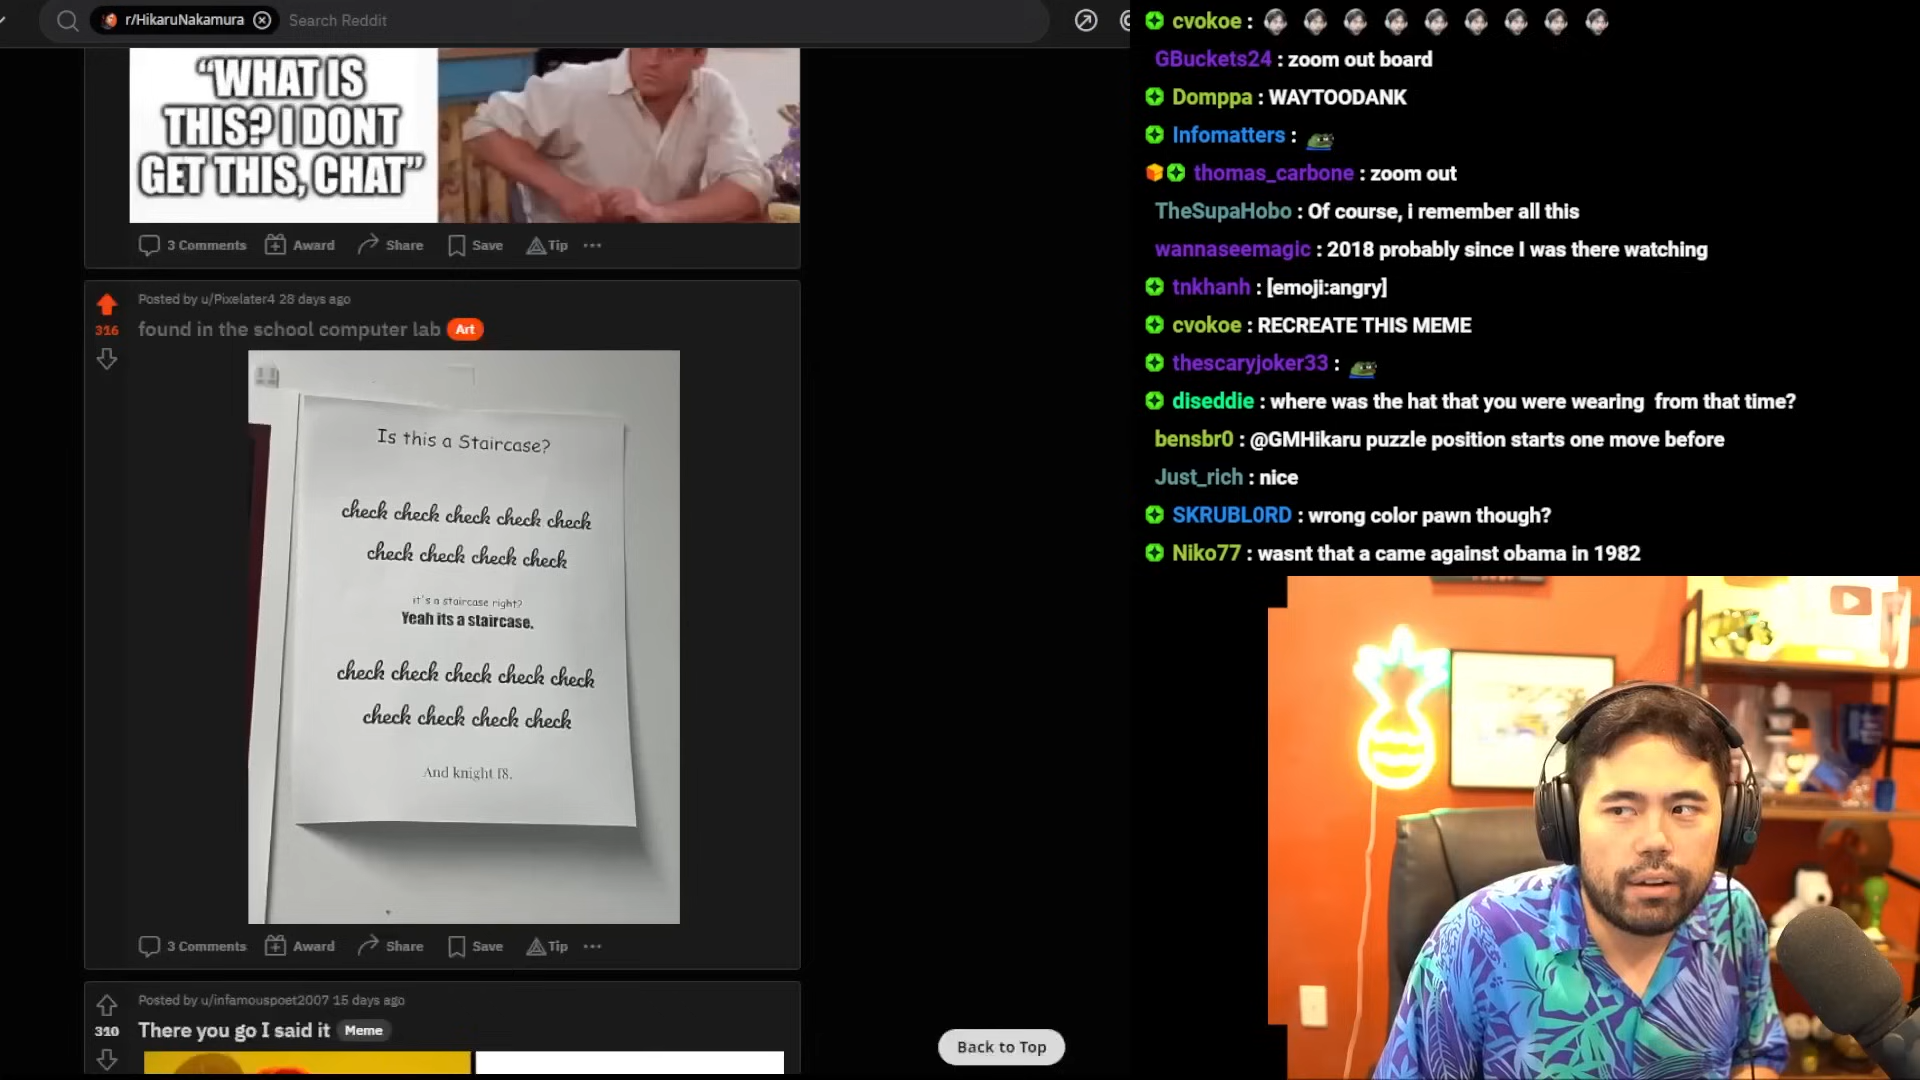 r/HikaruNakamura
Search Reddit
“WHAT IS
THIS? I DONT
GET THIS, CHAT”
3 Comments
Award
Share
Save
Tip
Posted by u/Pixelater4 28 days ago
316
found in the school computer lab
Art
Is this a Staircase?
check check check check check
check check check check
it's a staircase right?
Yeah its a staircase.
check check check check check
check check check check
And knight f8.
3 Comments
Award
Share
Save
Tip
Posted by u/infamouspoet2007 15 days ago
310
There you go I said it
Meme
Back to Top
cvokoe :
GBuckets24 : zoom out board
Domppa : WAYTOODANK
Infomatters :
thomas_carbone : zoom out
TheSupaHobo : Of course, i remember all this
wannaseemagic : 2018 probably since I was there watching
tnkhanh : [emoji:angry]
cvokoe : RECREATE THIS MEME
thescaryjoker33 :
diseddie : where was the hat that you were wearing from that time?
bensbr0 : @GMHikaru puzzle position starts one move before
Just_rich : nice
SKRUBL0RD : wrong color pawn though?
Niko77 : wasnt that a came against obama in 1982